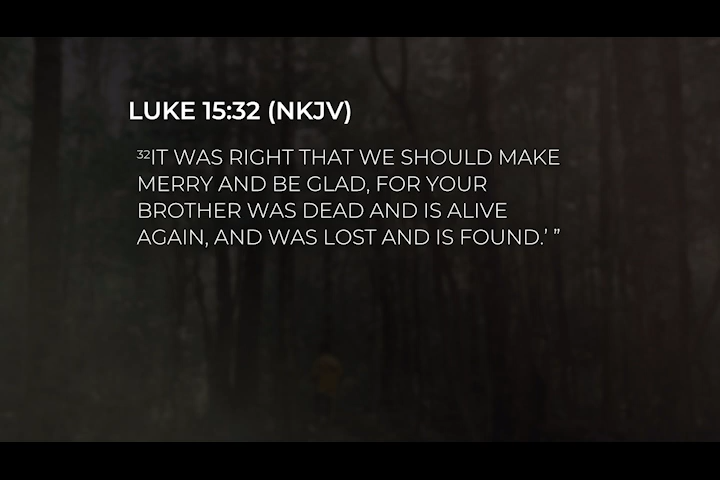 LUKE 15:32 (NKJV)
³²IT WAS RIGHT THAT WE SHOULD MAKE
MERRY AND BE GLAD, FOR YOUR
BROTHER WAS DEAD AND IS ALIVE
AGAIN, AND WAS LOST AND IS FOUND.’ ”